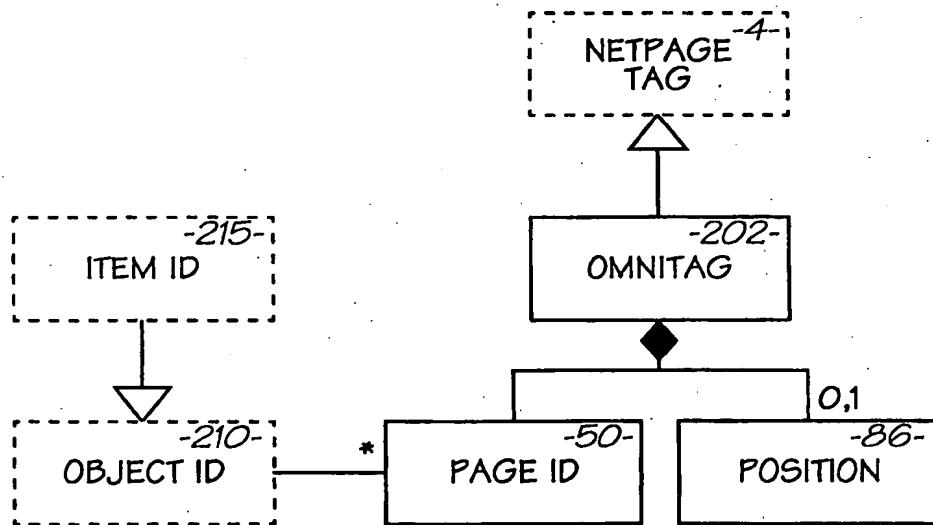 -4-
NETPAGE
TAG
-215-
ITEM ID
-202-
OMNITAG
0,1
-210-
OBJECT ID
*
-50-
PAGE ID
-86-
POSITION